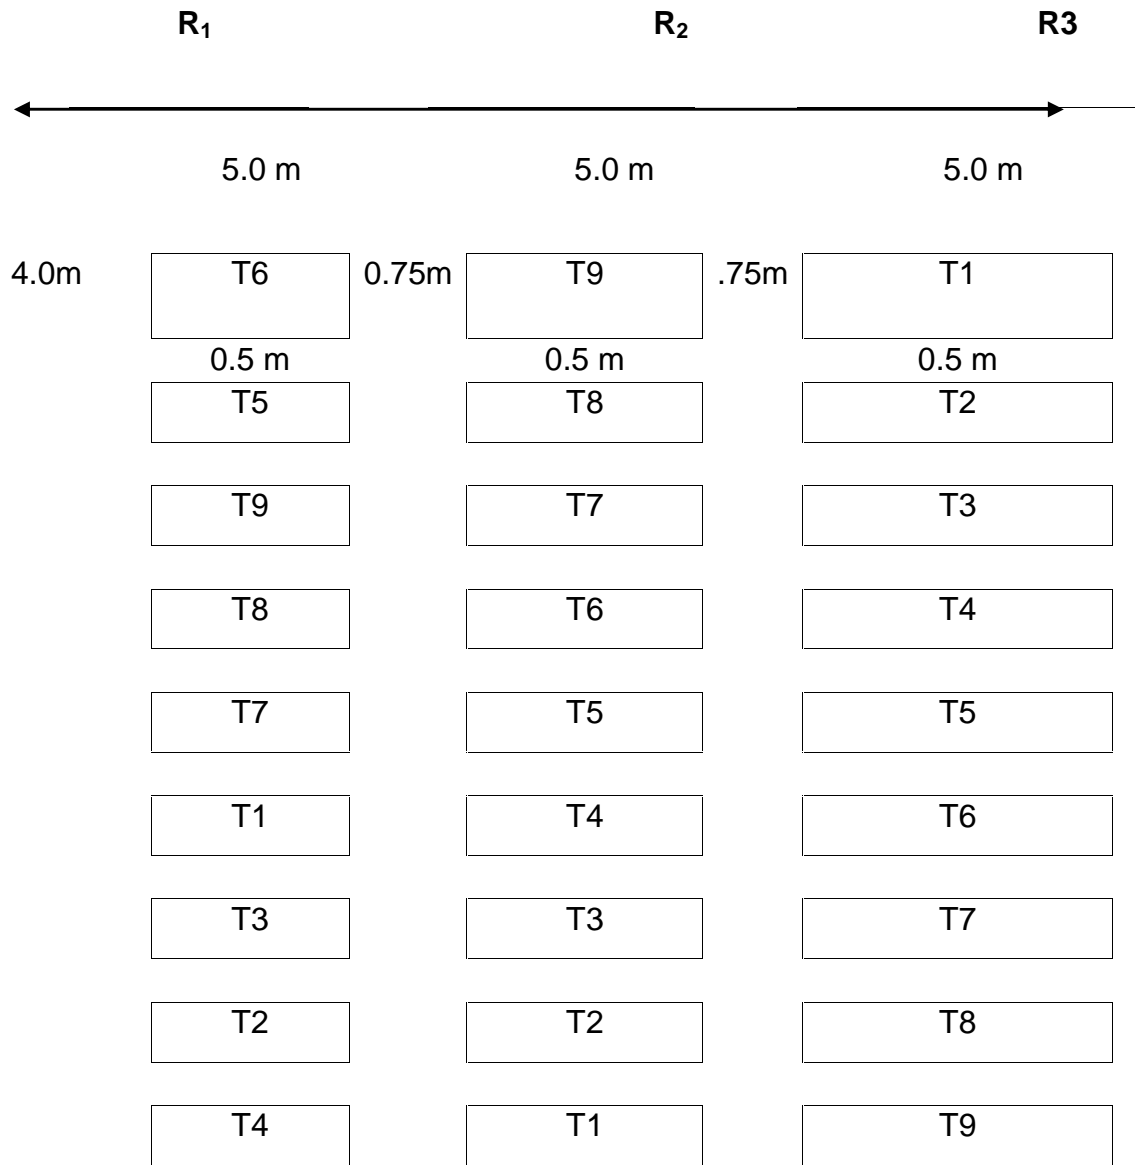 R₁ R₂ R3
5.0 m 5.0 m 5.0 m
4.0m T6 0.75m T9 .75m T1
0.5 m 0.5 m 0.5 m
T5 T8 T2
T9 T7 T3
T8 T6 T4
T7 T5 T5
T1 T4 T6
T3 T3 T7
T2 T2 T8
T4 T1 T9